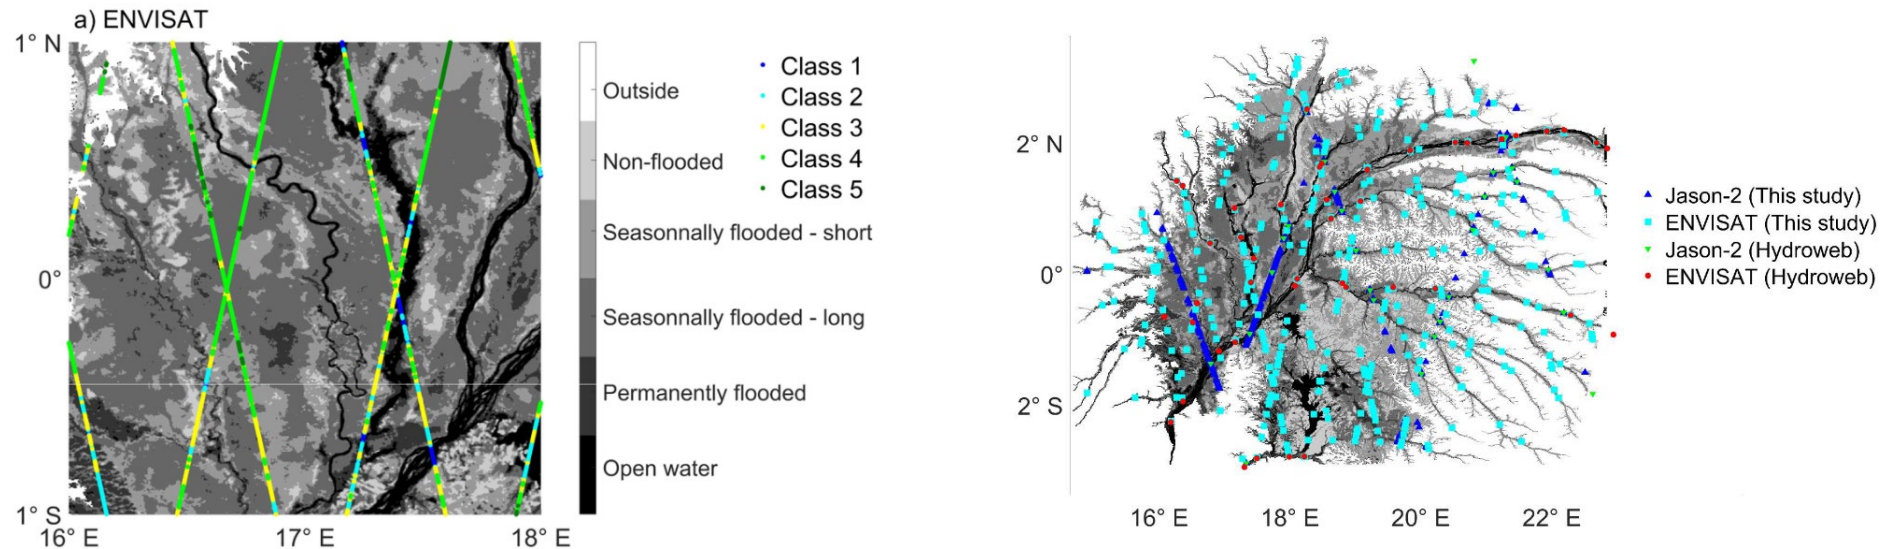 a) ENVISAT
1° N
0°
1° S
16° E
17° E
18° E
Outside
Non-flooded
Seasonnally flooded - short
Seasonnally flooded - long
Permanently flooded
Open water
Class 1
Class 2
Class 3
Class 4
Class 5
2° N
0°
2° S
16° E
18° E
20° E
22° E
Jason-2 (This study)
ENVISAT (This study)
Jason-2 (Hydroweb)
ENVISAT (Hydroweb)